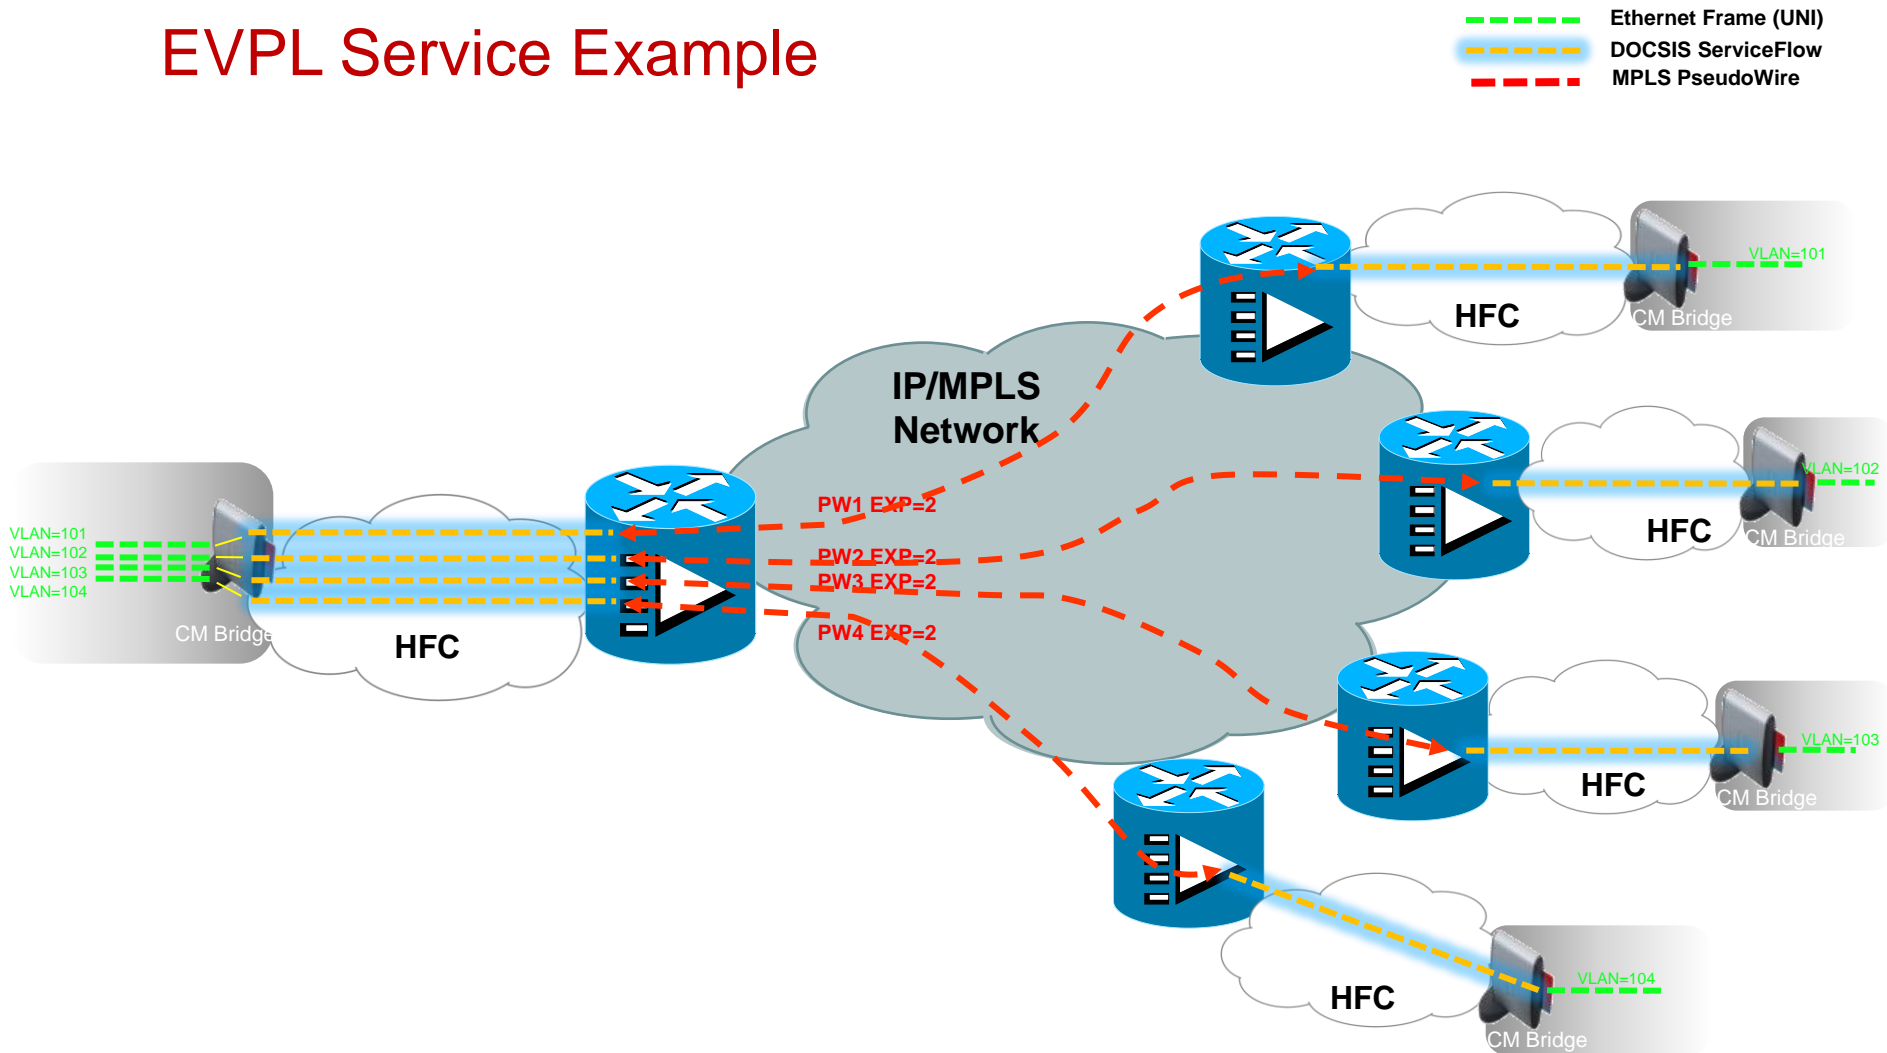 EVPL Service Example
Ethernet Frame (UNI)
DOCSIS ServiceFlow
MPLS PseudoWire
VLAN=101
HFC
CM Bridge
IP/MPLS
Network
VLAN=102
HFC
CM Bridge
PW1 EXP=2
PW2 EXP=2
PW3 EXP=2
PW4 EXP=2
VLAN=101
VLAN=102
VLAN=103
VLAN=104
CM Bridge
HFC
VLAN=103
HFC
CM Bridge
VLAN=104
HFC
CM Bridge